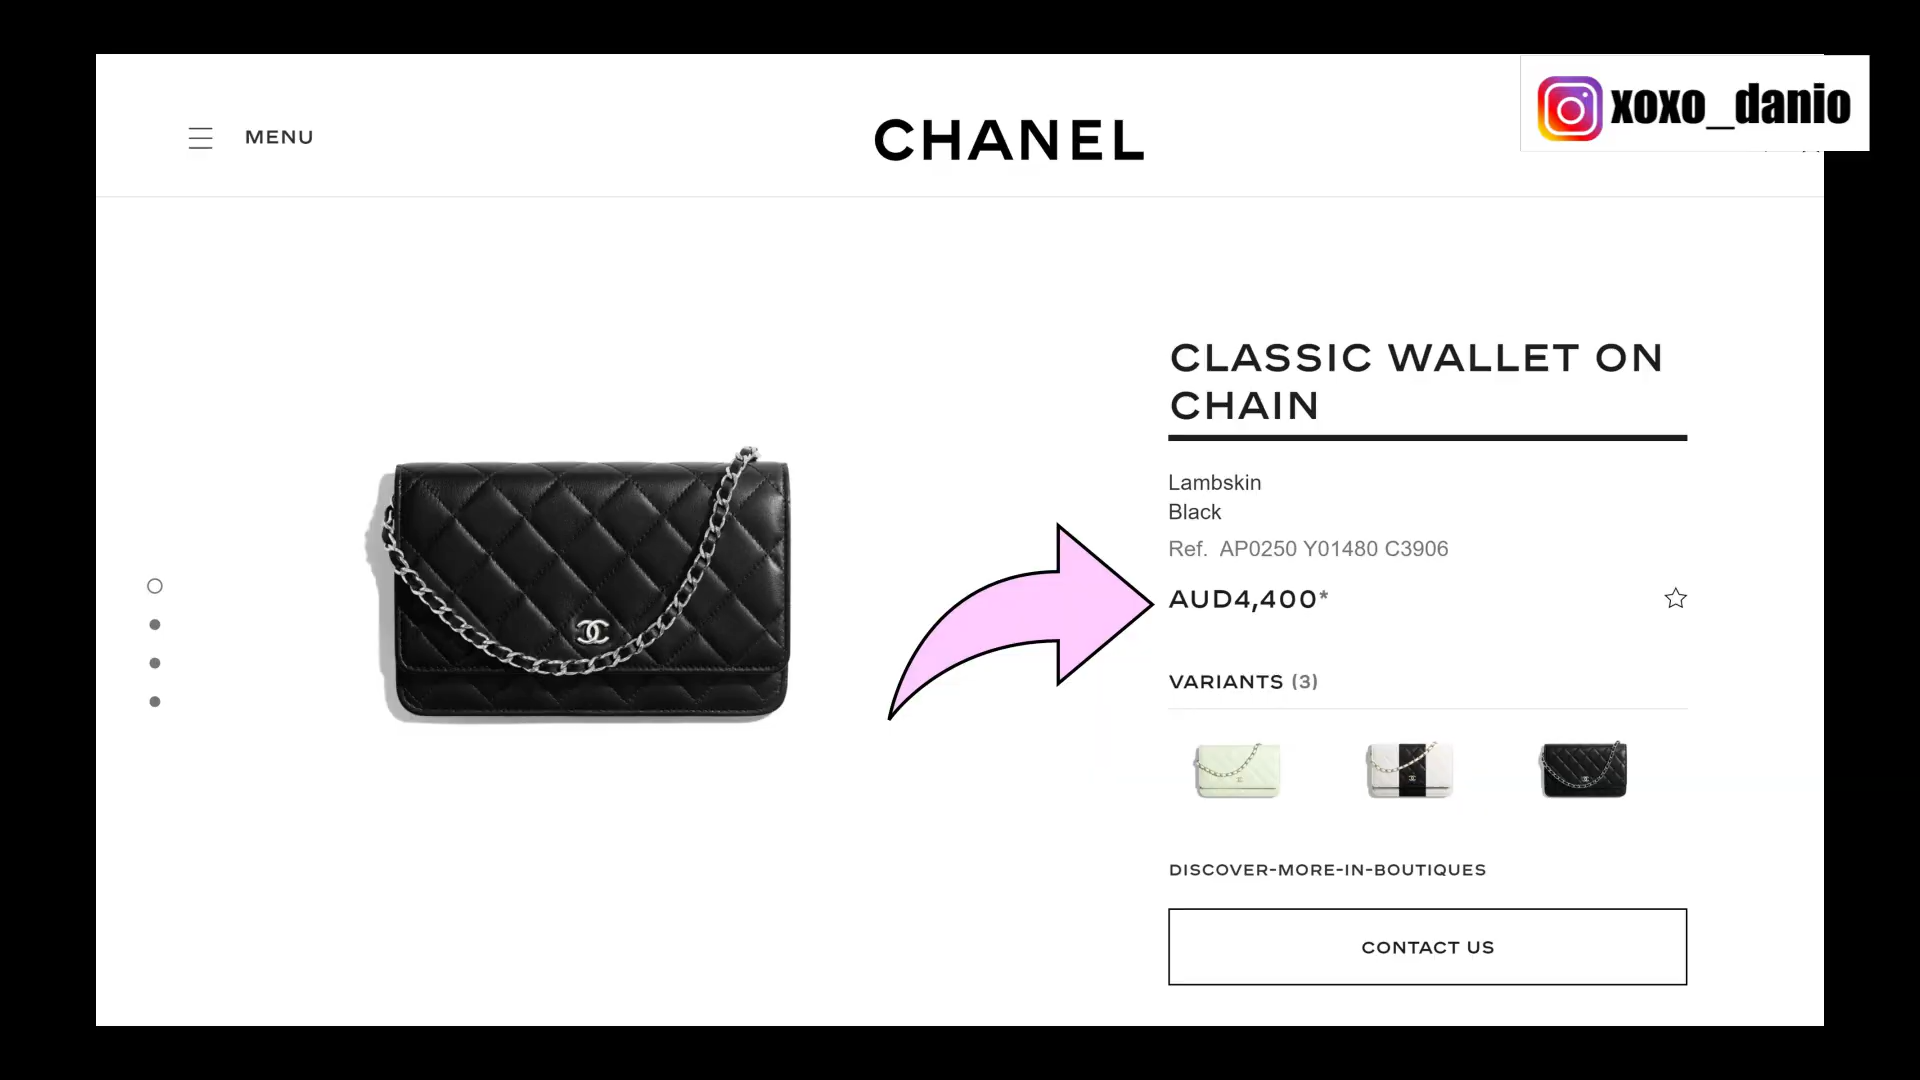 xoxo_danio
MENU
CHANEL
CLASSIC WALLET ON
CHAIN
Lambskin
Black
Ref. AP0250 Y01480 C3906
AUD4,400*
VARIANTS (3)
DISCOVER-MORE-IN-BOUTIQUES
CONTACT US